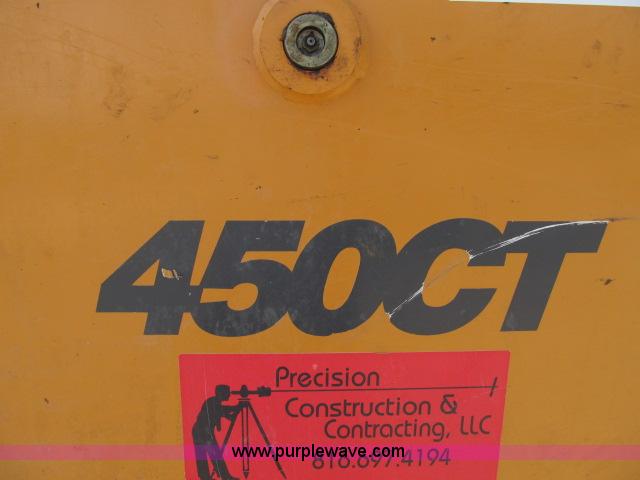 450CT
Precision
Construction &
Contracting, LLC
www.purplewave.com
816.697.4194